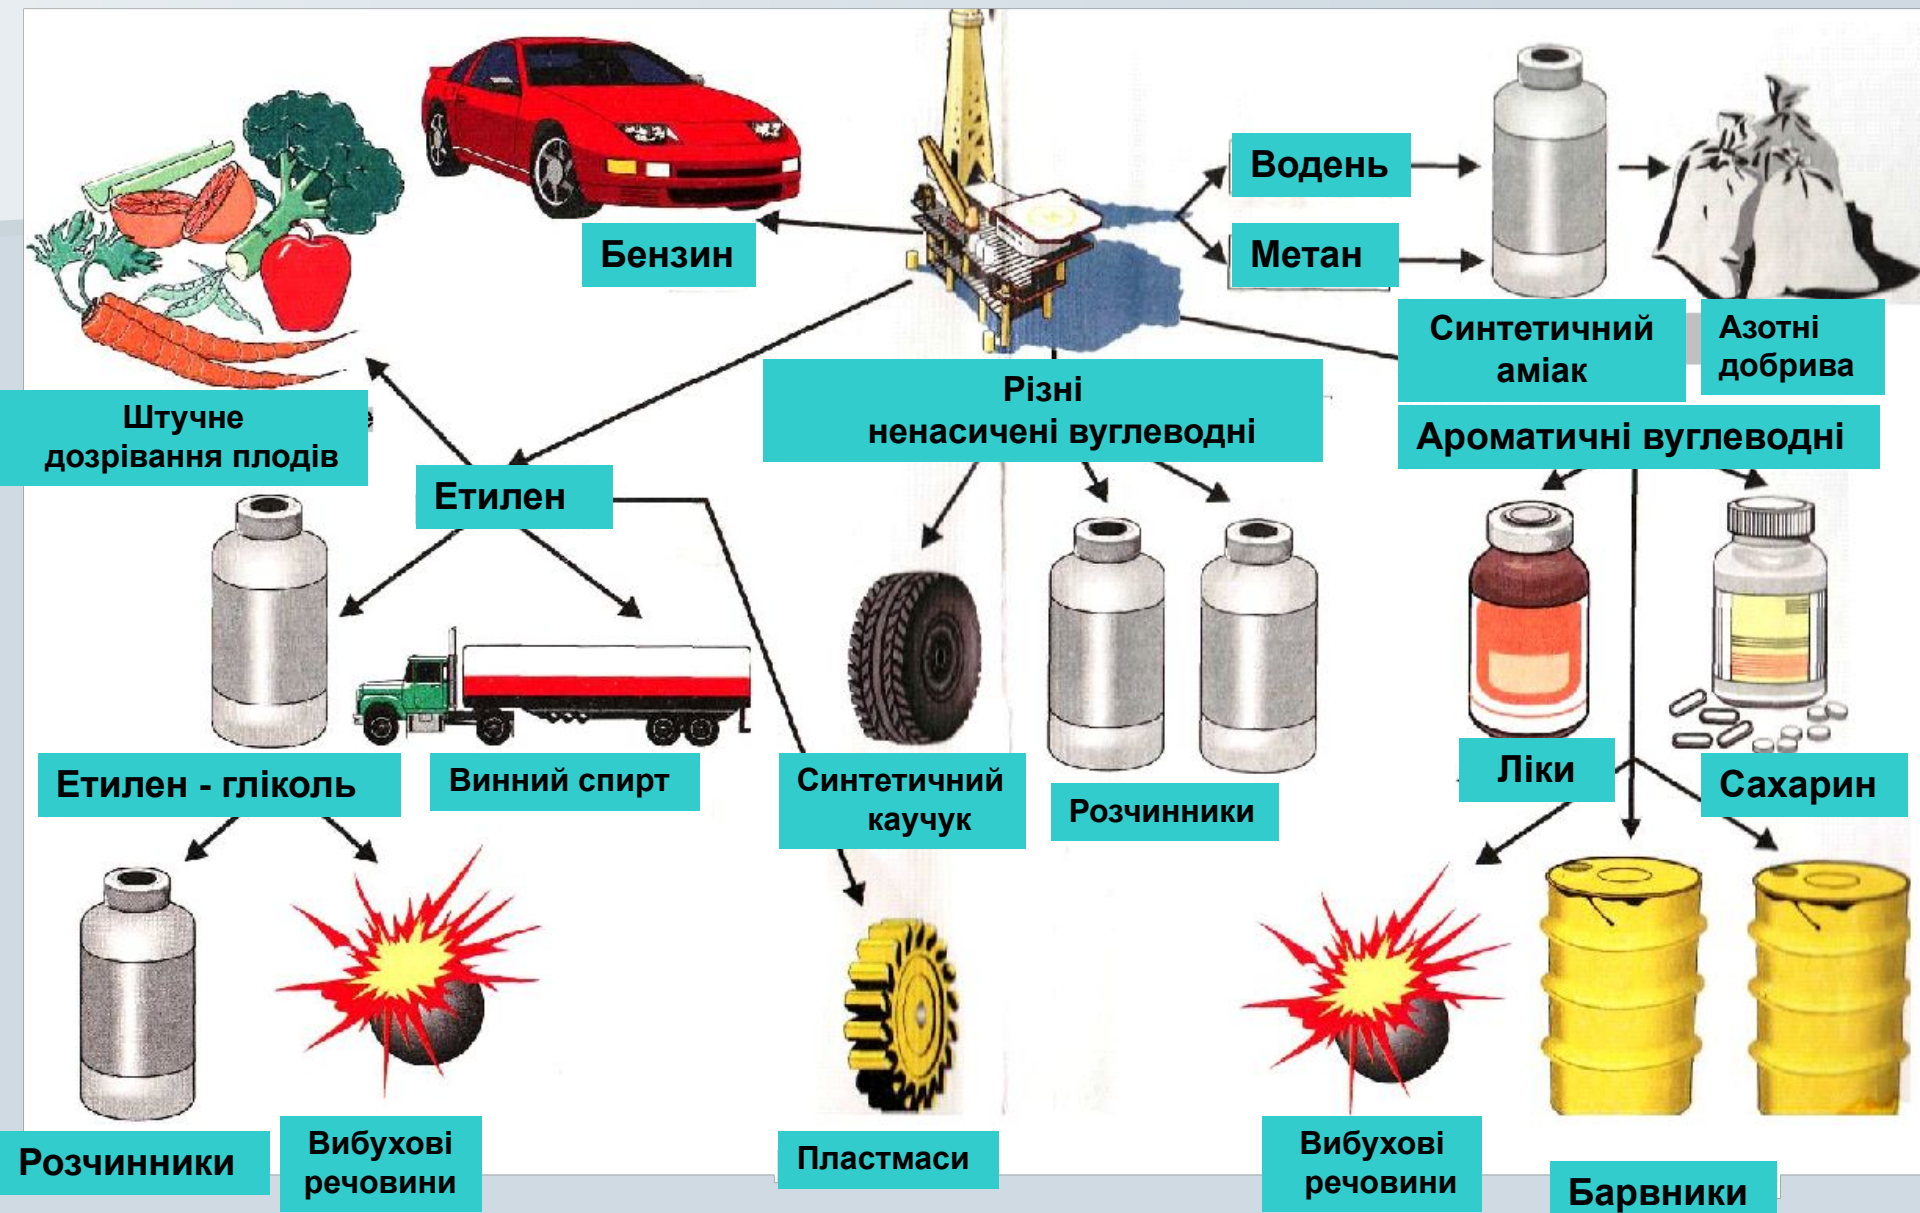 Водень
Бензин
Метан
Синтетичний
аміак
Азотні
добрива
Різні
ненасичені вуглеводні
Штучне
дозрівання плодів
Ароматичні вуглеводні
Етилен
Етилен - гліколь
Винний спирт
Синтетичний
каучук
Розчинники
Ліки
Сахарин
Розчинники
Вибухові
речовини
Пластмаси
Вибухові
речовини
Барвники